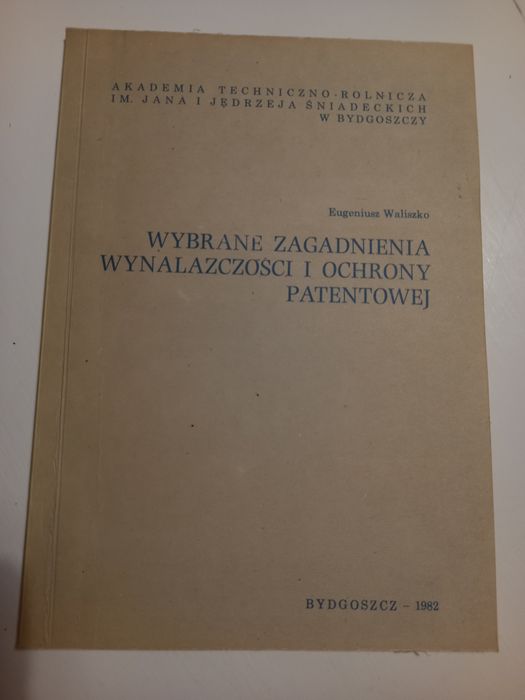 AKADEMIA TECHNICZNO-ROLNICZA
IM. JANA I JĘDRZEJA ŚNIADECKICH
W BYDGOSZCZY
Eugeniusz Waliszko
WYBRANE ZAGADNIENIA
WYNALAZCZOŚCI I OCHRONY
PATENTOWEJ
BYDGOSZCZ – 1982